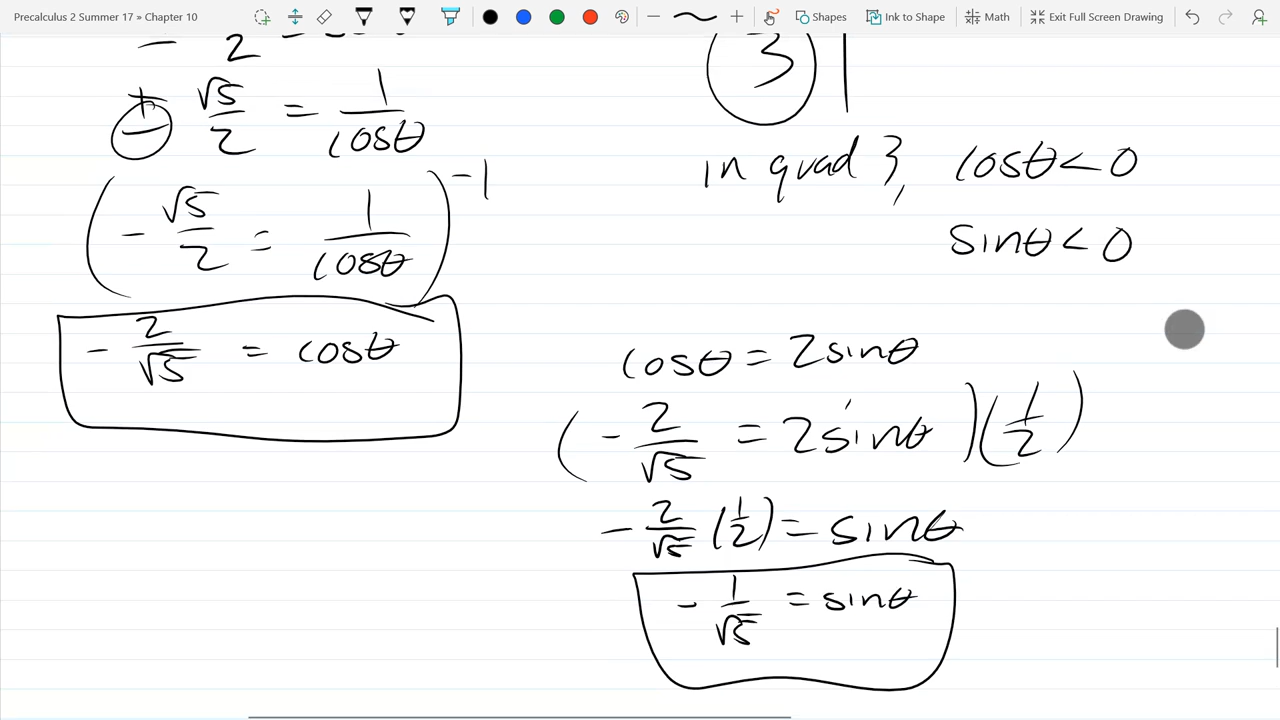 Precalculus 2 Summer 17 » Chapter 10
Shapes
Ink to Shape
Math
Exit Full Screen Drawing
± √5/2 = 1/cosθ
(- √5/2 = 1/cosθ)^-1
- 2/√5 = cosθ
3
in quad 3, cosθ < 0
sinθ < 0
cosθ = 2sinθ
(- 2/√5 = 2sinθ)(1/2)
- 2/√5 (1/2) = sinθ
- 1/√5 = sinθ